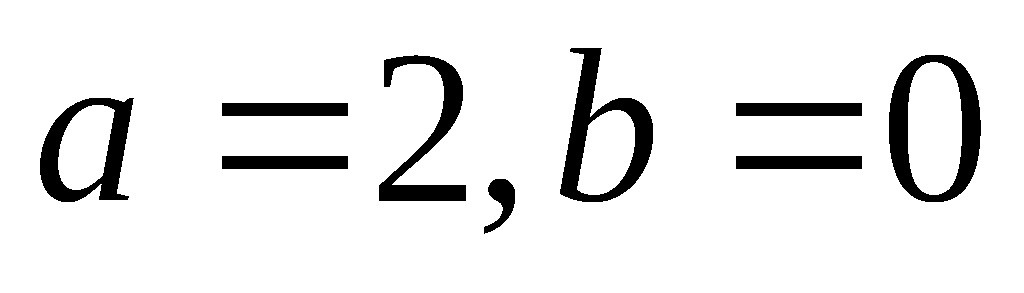 a = 2, b = 0